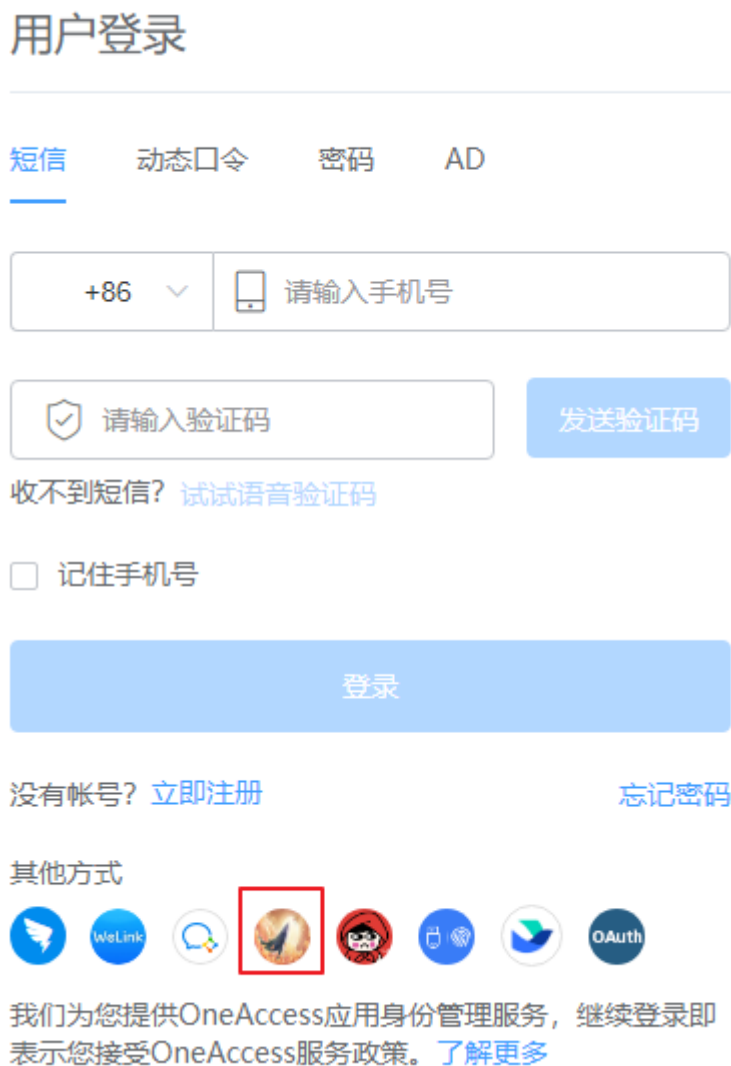 用户登录
短信 动态口令 密码 AD
+86 请输入手机号
请输入验证码 发送验证码
收不到短信? 试试语音验证码
记住手机号
登录
没有帐号? 立即注册 忘记密码
其他方式
WeLink OAuth
我们为您提供OneAccess应用身份管理服务，继续登录即
表示您接受OneAccess服务政策。了解更多